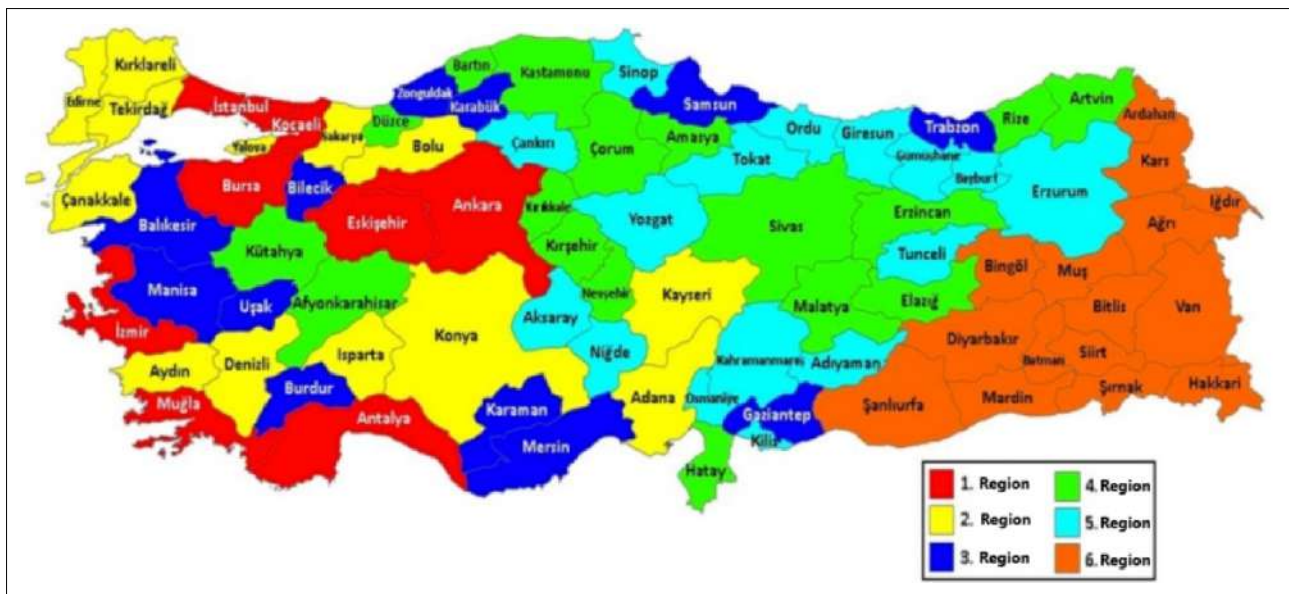 Kırklareli
Edirne
Tekirdağ
İstanbul
Kocaeli
Yalova
Sakarya
Düzce
Bolu
Zonguldak
Bartın
Karabük
Kastamonu
Sinop
Samsun
Çankırı
Çorum
Amasya
Tokat
Ordu
Giresun
Trabzon
Gümüşhane
Bayburt
Rize
Artvin
Ardahan
Kars
Iğdır
Ağrı
Erzurum
Erzincan
Çanakkale
Balıkesir
Bursa
Bilecik
Eskişehir
Ankara
Kırıkkale
Yozgat
Sivas
Tunceli
Bingöl
Muş
Kütahya
Kırşehir
Nevşehir
Kayseri
Malatya
Elazığ
Bitlis
Van
Manisa
Uşak
Afyonkarahisar
Konya
Aksaray
Niğde
Kahramanmaraş
Adıyaman
Diyarbakır
Batman
Siirt
Hakkari
İzmir
Aydın
Denizli
Isparta
Burdur
Muğla
Antalya
Karaman
Mersin
Adana
Osmaniye
Gaziantep
Kilis
Hatay
Şanlıurfa
Mardin
Şırnak
1. Region
2. Region
3. Region
4. Region
5. Region
6. Region